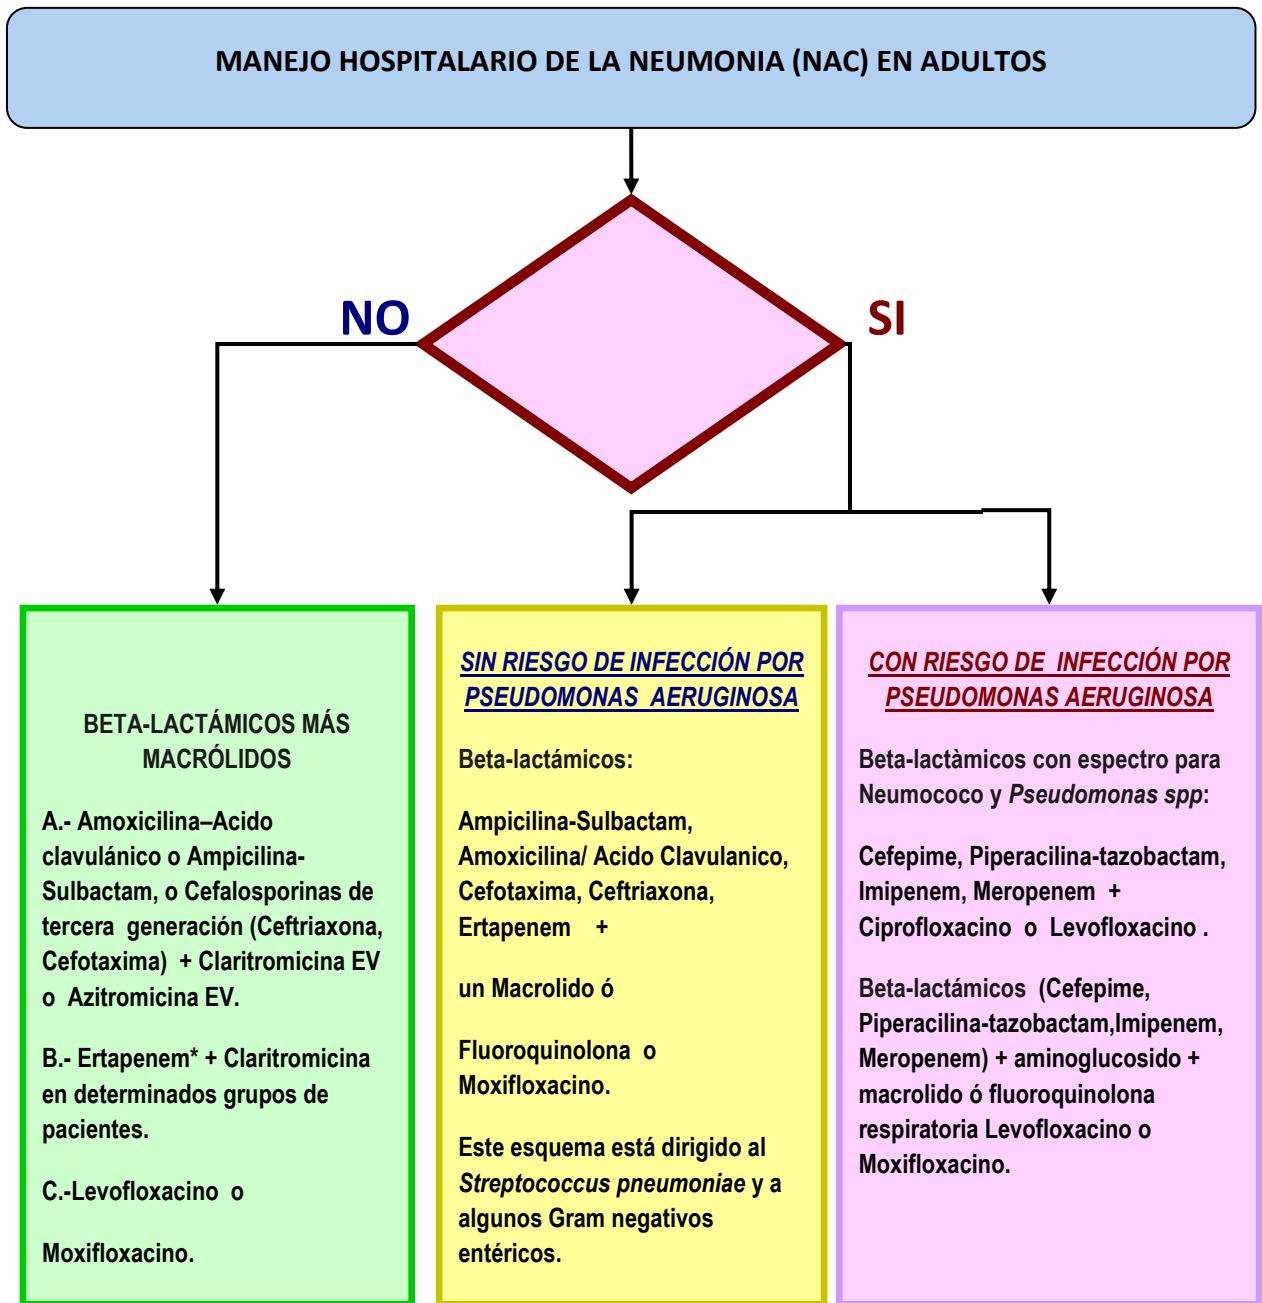 MANEJO HOSPITALARIO DE LA NEUMONIA (NAC) EN ADULTOS
NO
SI
BETA-LACTÁMICOS MÁS
MACRÓLIDOS
A.- Amoxicilina–Acido
clavulánico o Ampicilina-
Sulbactam, o Cefalosporinas de
tercera generación (Ceftriaxona,
Cefotaxima) + Claritromicina EV
o Azitromicina EV.
B.- Ertapenem* + Claritromicina
en determinados grupos de
pacientes.
C.-Levofloxacino o
Moxifloxacino.
SIN RIESGO DE INFECCIÓN POR
PSEUDOMONAS AERUGINOSA
Beta-lactámicos:
Ampicilina-Sulbactam,
Amoxicilina/ Acido Clavulanico,
Cefotaxima, Ceftriaxona,
Ertapenem +
un Macrolido ó
Fluoroquinolona o
Moxifloxacino.
Este esquema está dirigido al
Streptococcus pneumoniae y a
algunos Gram negativos
entéricos.
CON RIESGO DE INFECCIÓN POR
PSEUDOMONAS AERUGINOSA
Beta-lactàmicos con espectro para
Neumococo y Pseudomonas spp:
Cefepime, Piperacilina-tazobactam,
Imipenem, Meropenem +
Ciprofloxacino o Levofloxacino .
Beta-lactámicos (Cefepime,
Piperacilina-tazobactam,Imipenem,
Meropenem) + aminoglucosido +
macrolido ó fluoroquinolona
respiratoria Levofloxacino o
Moxifloxacino.